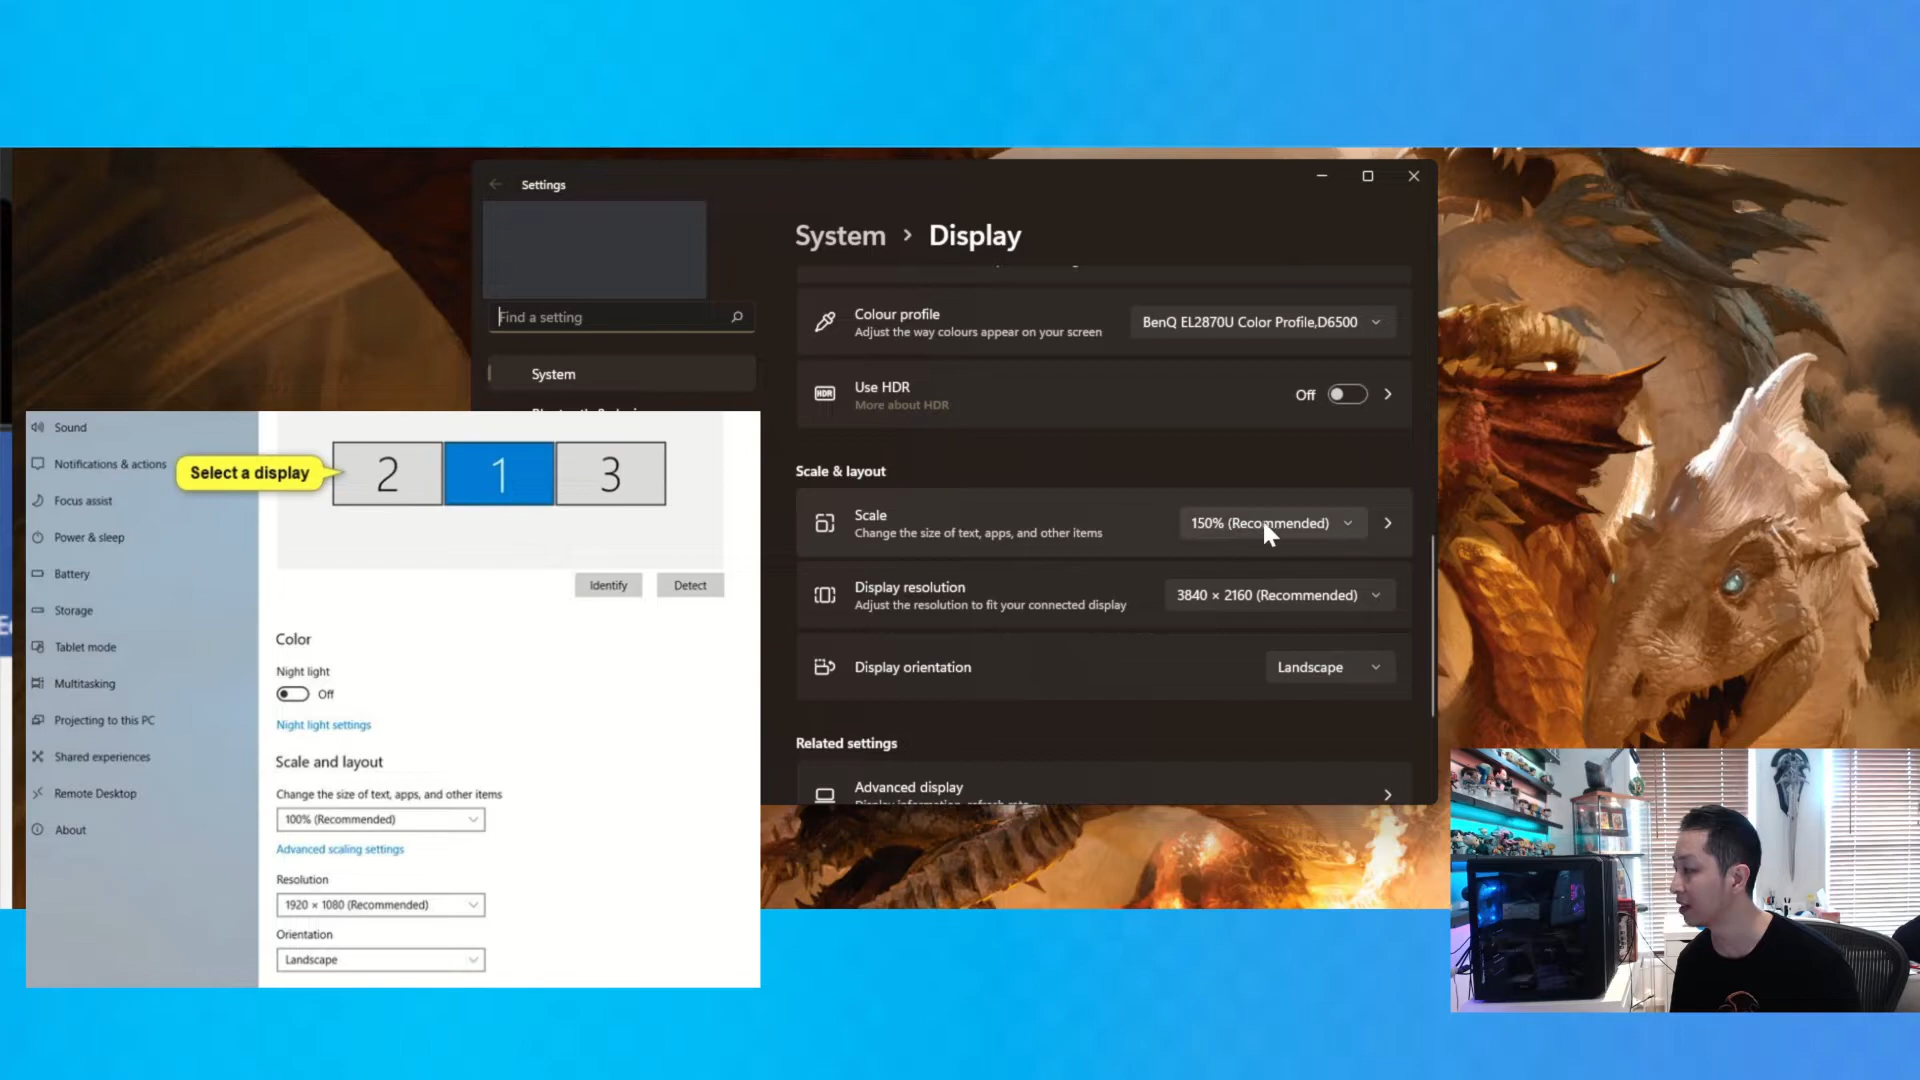 Settings
Find a setting
System
System > Display
Colour profile
Adjust the way colours appear on your screen
BenQ EL2870U Color Profile,D6500
HDR
Use HDR
More about HDR
Off
Scale & layout
Scale
Change the size of text, apps, and other items
150% (Recommended)
Display resolution
Adjust the resolution to fit your connected display
3840 × 2160 (Recommended)
Display orientation
Landscape
Related settings
Advanced display
Sound
Notifications & actions
Focus assist
Power & sleep
Battery
Storage
Tablet mode
Multitasking
Projecting to this PC
Shared experiences
Remote Desktop
About
Select a display
2
1
3
Identify
Detect
Color
Night light
Off
Night light settings
Scale and layout
Change the size of text, apps, and other items
100% (Recommended)
Advanced scaling settings
Resolution
1920 × 1080 (Recommended)
Orientation
Landscape